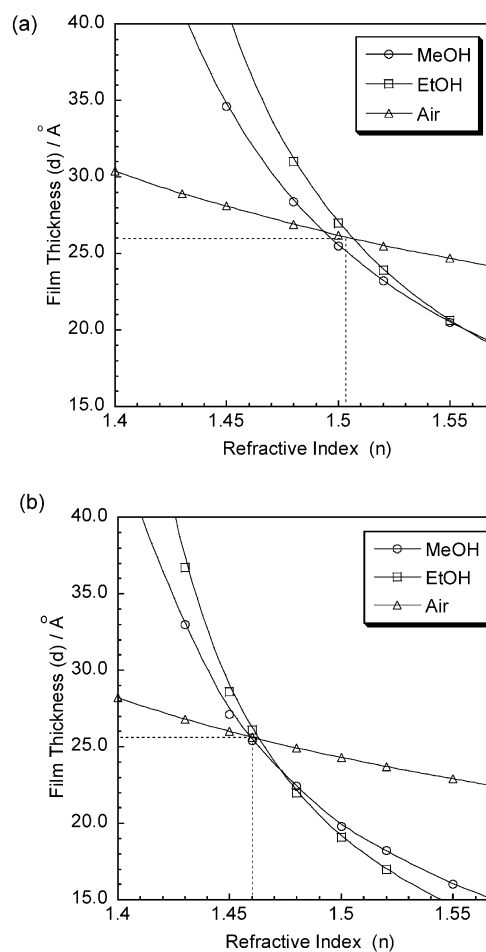 (a)
40.0
35.0
30.0
25.0
20.0
15.0
Film Thickness (d) / Å
MeOH
EtOH
Air
1.4
1.45
1.5
1.55
Refractive Index (n)
(b)
40.0
35.0
30.0
25.0
20.0
15.0
Film Thickness (d) / Å
MeOH
EtOH
Air
1.4
1.45
1.5
1.55
Refractive Index (n)